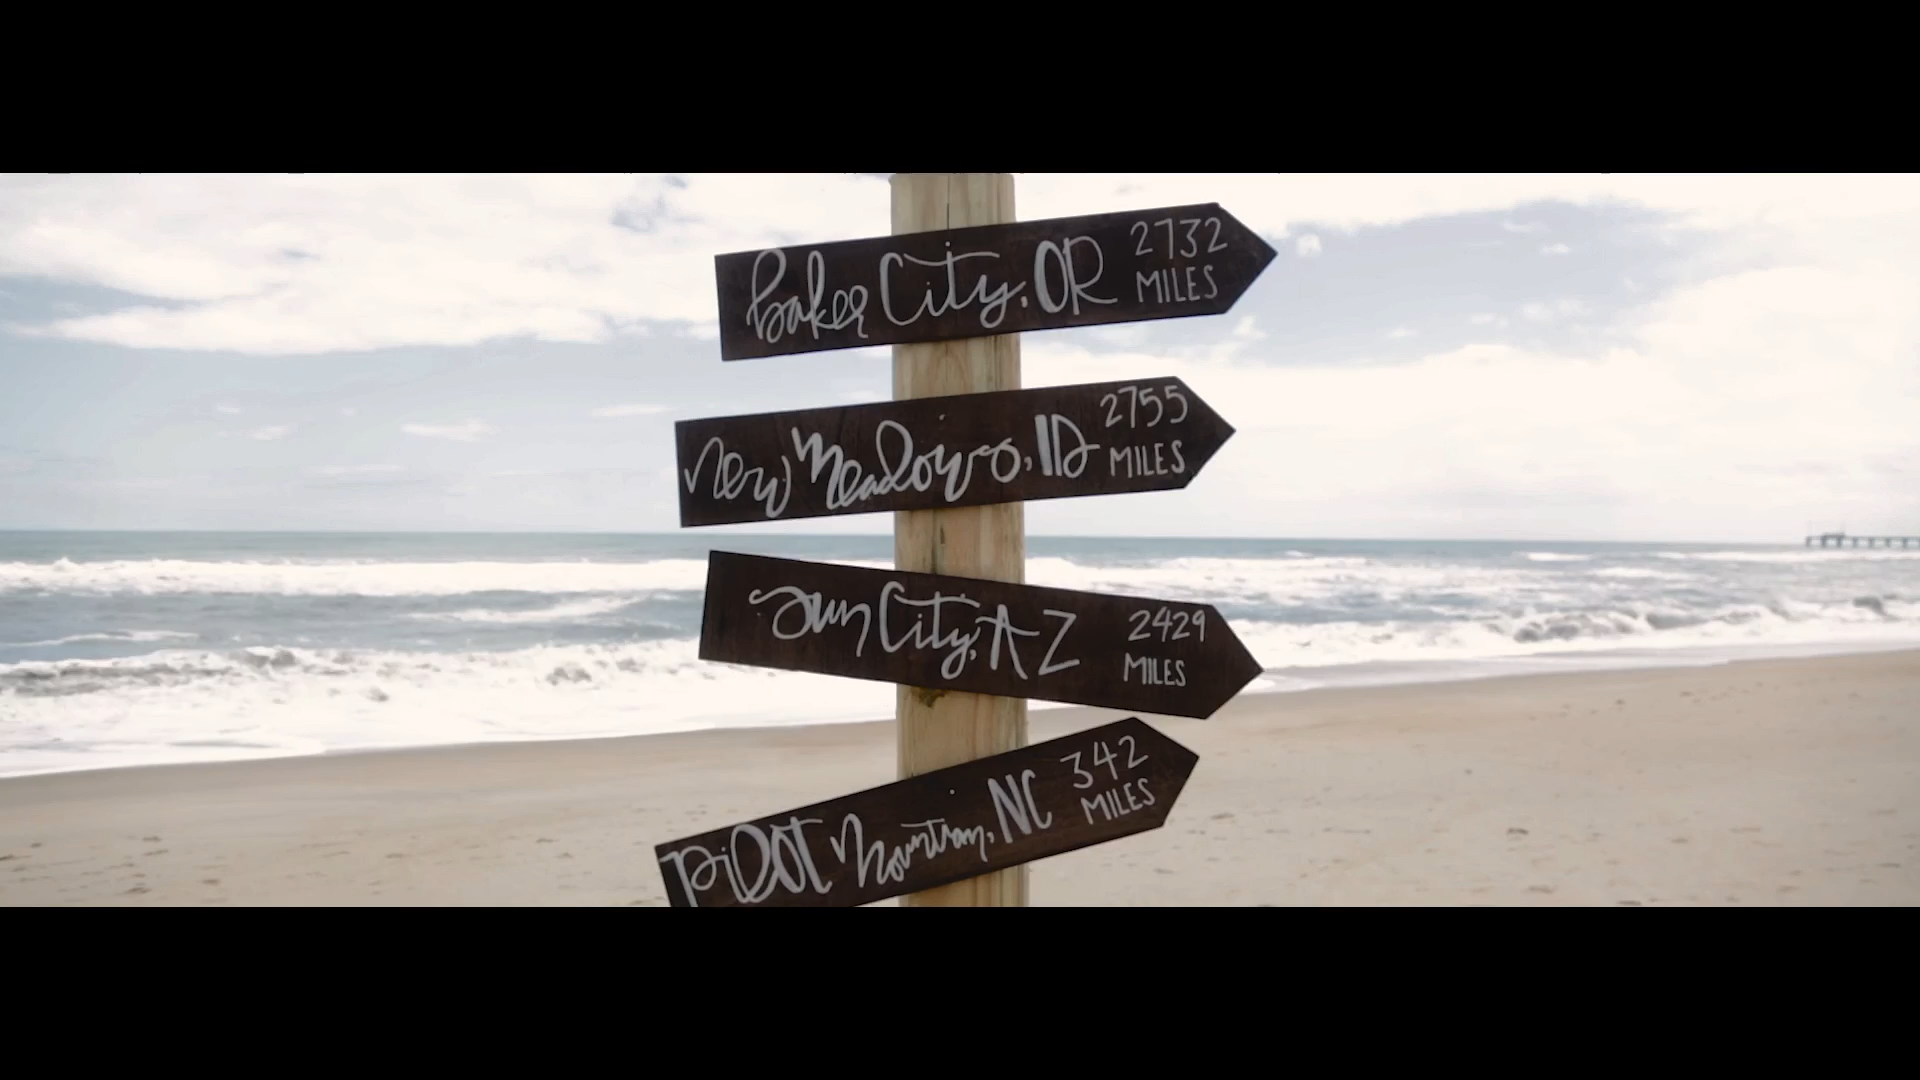 Baker City, OR 2732
MILES
New Meadows, ID 2755
MILES
Sun City, AZ 2429
MILES
Pilot Mountain, NC 342
MILES